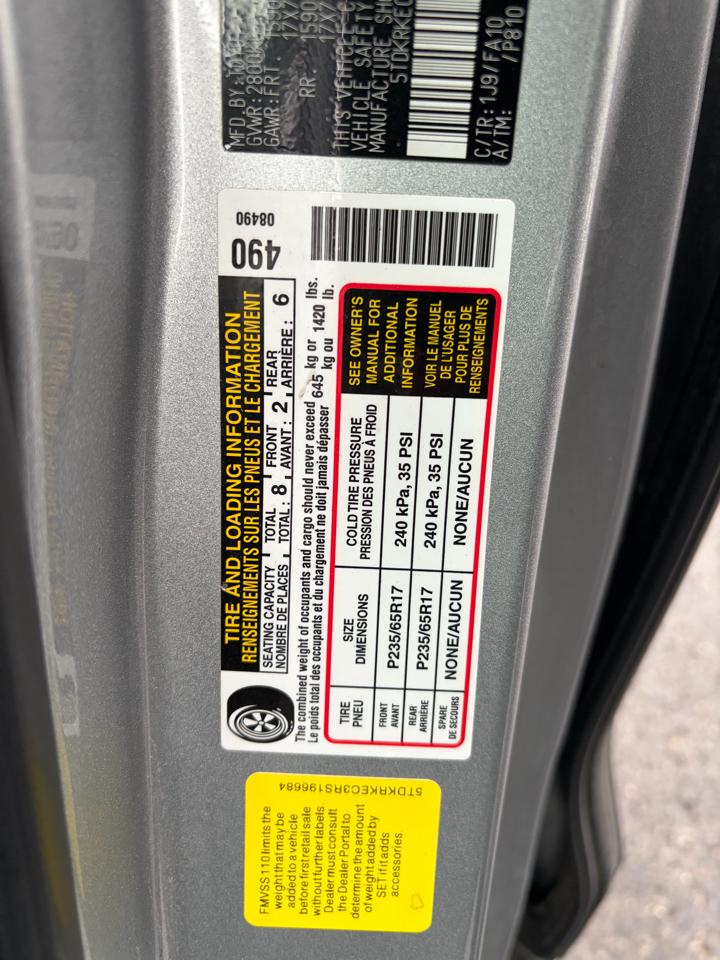 MFD.BY:TO
GVWR:2800
GAWR:FRT. 
17X7
RR. 1590
17X
THIS VEHICLE
VEHICLE SAFETY
MANUFACTURE SHO
5TDKRKEC
C/TR:1J9/FA10
A/TM: /P810
TIRE AND LOADING INFORMATION
RENSEIGNEMENTS SUR LES PNEUS ET LE CHARGEMENT
490
08490
SEATING CAPACITY TOTAL 8 FRONT 2 REAR 6
NOMBRE DE PLACES TOTAL: AVANT: ARRIÈRE:
The combined weight of occupants and cargo should never exceed 645 kg or 1420 lbs.
Le poids total des occupants et du chargement ne doit jamais dépasser kg ou lb.
TIRE SIZE COLD TIRE PRESSURE
PNEU DIMENSIONS PRESSION DES PNEUS À FROID
FRONT
AVANT P235/65R17 240 kPa, 35 PSI
REAR
ARRIÈRE P235/65R17 240 kPa, 35 PSI
SPARE
DE SECOURS NONE/AUCUN NONE/AUCUN
SEE OWNER'S
MANUAL FOR
ADDITIONAL
INFORMATION
VOIR LE MANUEL
DE L'USAGER
POUR PLUS DE
RENSEIGNEMENTS
5TDKRKEC3RS196684
FMVSS 110 limits the
weight that may be
added to a vehicle
before first retail sale
without further labels.
Dealer must consult
the Dealer Portal to
determine the amount
of weight added by
SET if it adds
accessories.